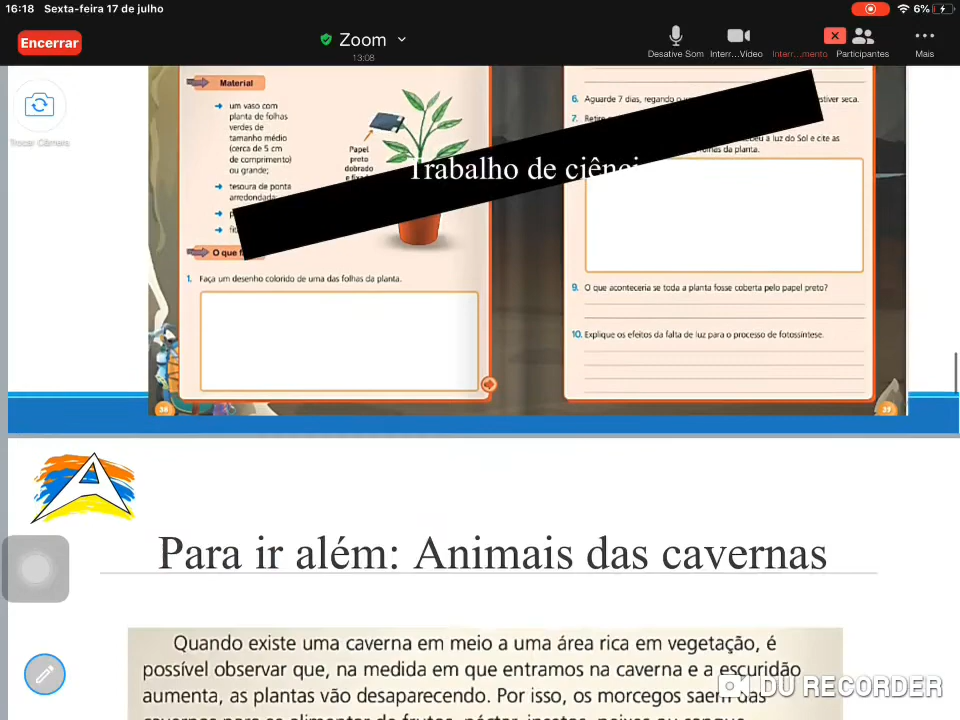 16:18 Sexta-feira 17 de julho
6%
Encerrar
Zoom
13:08
Desative Som
Interr...Vídeo
Interr...mento
Participantes
Mais
Trocar Câmera
Material
um vaso com
planta de folhas
verdes de
tamanho médio
(cerca de 5 cm
de comprimento)
ou grande;
tesoura de ponta
arredondada
Papel
preto
dobrado
Trabalho de
O que
1. Faça um desenho colorido de uma das folhas da planta.
36
6. Aguarde 7 dias, regando o
estiver seca.
7.
luz do Sol e cite as
da planta.
9. O que aconteceria se toda a planta fosse coberta pelo papel preto?
10. Explique os efeitos da falta de luz para o processo de fotossíntese.
37
Para ir além: Animais das cavernas
Quando existe uma caverna em meio a uma área rica em vegetação, é
possível observar que, na medida em que entramos na caverna e a escuridão
aumenta, as plantas vão desaparecendo. Por isso, os morcegos saem das
DU RECORDER